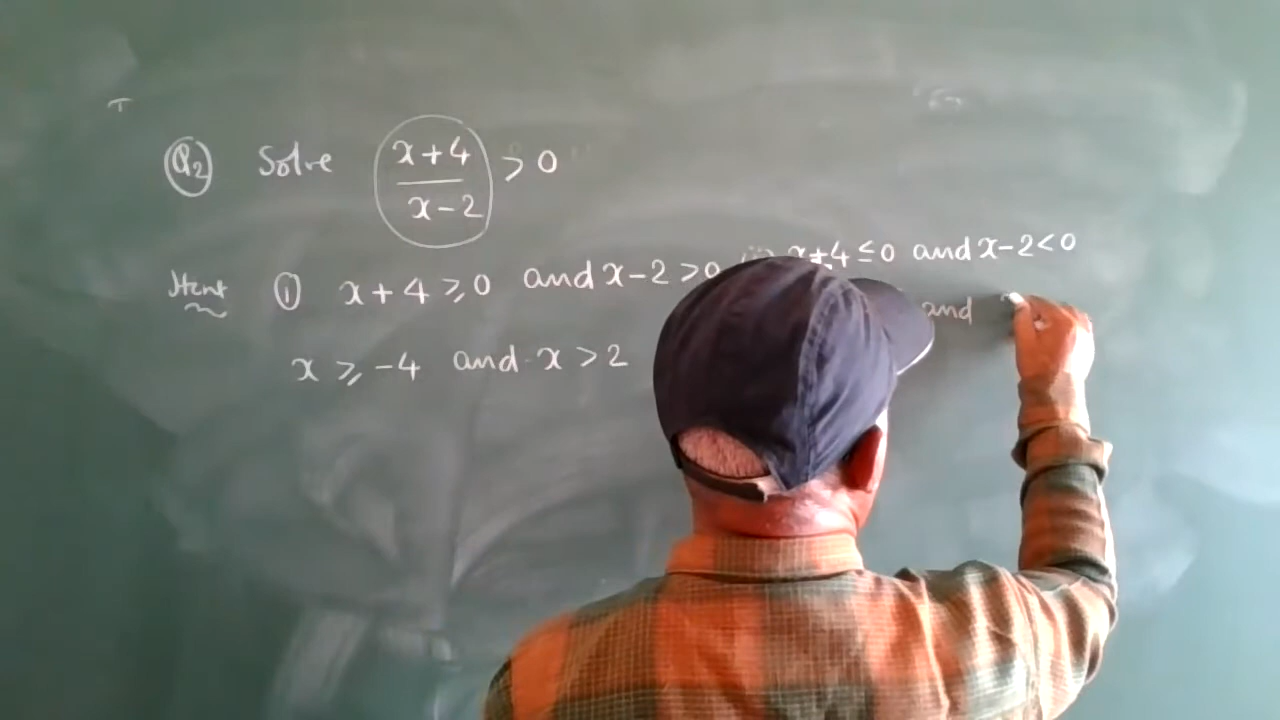 Q2 Solve x+4/x-2 > 0
Hint ① x+4 ≥ 0 and x-2 > 0 x+4 ≤ 0 and x-2 < 0
x ≥ -4 and x > 2 and